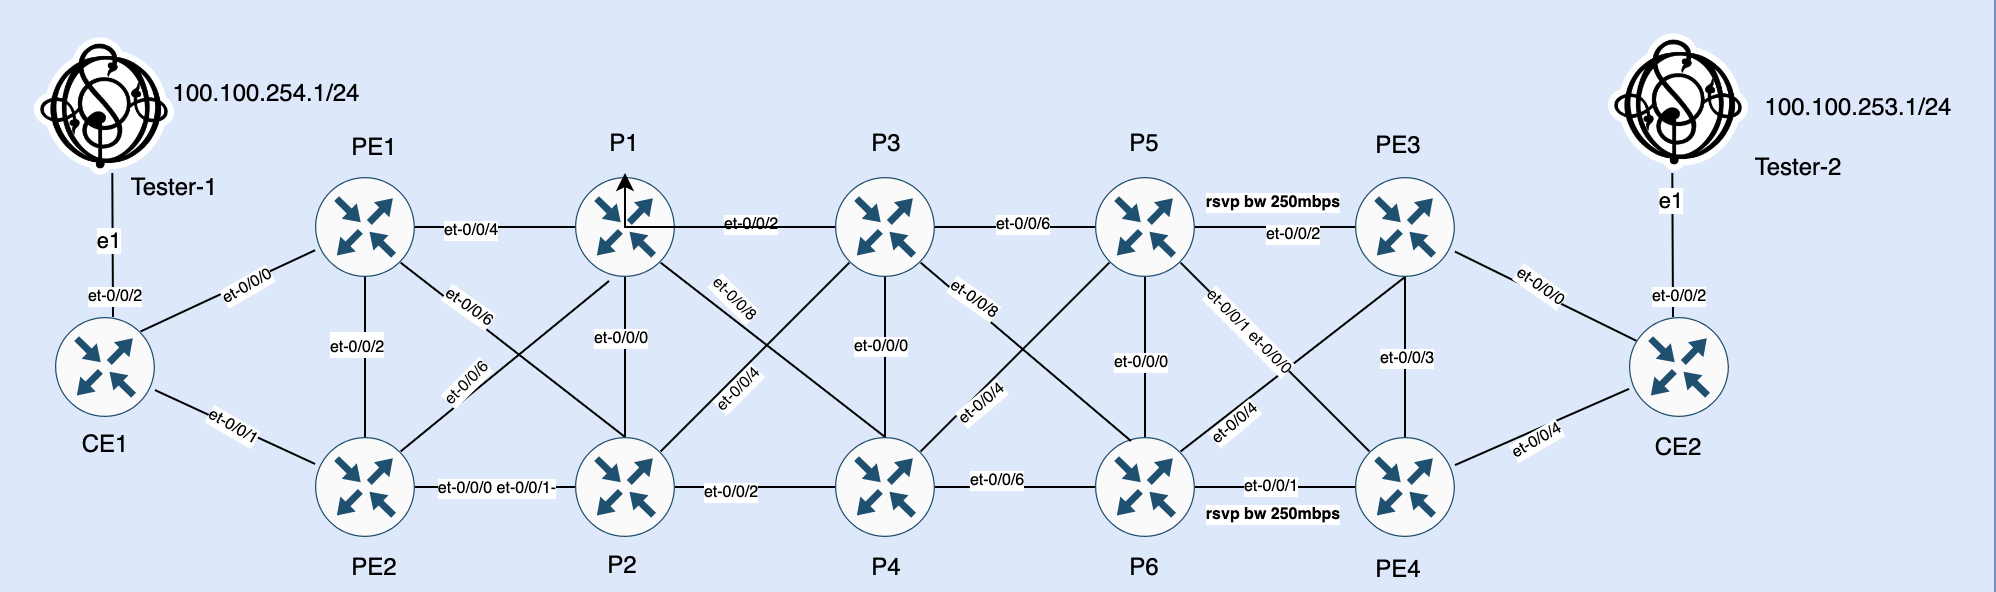 100.100.254.1/24
100.100.253.1/24
PE1
P1
P3
P5
PE3
Tester-1
Tester-2
e1
e1
rsvp bw 250mbps
et-0/0/4
et-0/0/2
et-0/0/6
et-0/0/2
et-0/0/2
et-0/0/0
et-0/0/6
et-0/0/8
et-0/0/8
et-0/0/1 et-0/0/0
et-0/0/0
et-0/0/2
et-0/0/2
et-0/0/0
et-0/0/0
et-0/0/0
et-0/0/3
et-0/0/6
et-0/0/4
et-0/0/4
et-0/0/4
et-0/0/1
et-0/0/4
CE1
CE2
et-0/0/0 et-0/0/1-
et-0/0/2
et-0/0/6
et-0/0/1
rsvp bw 250mbps
PE2
P2
P4
P6
PE4